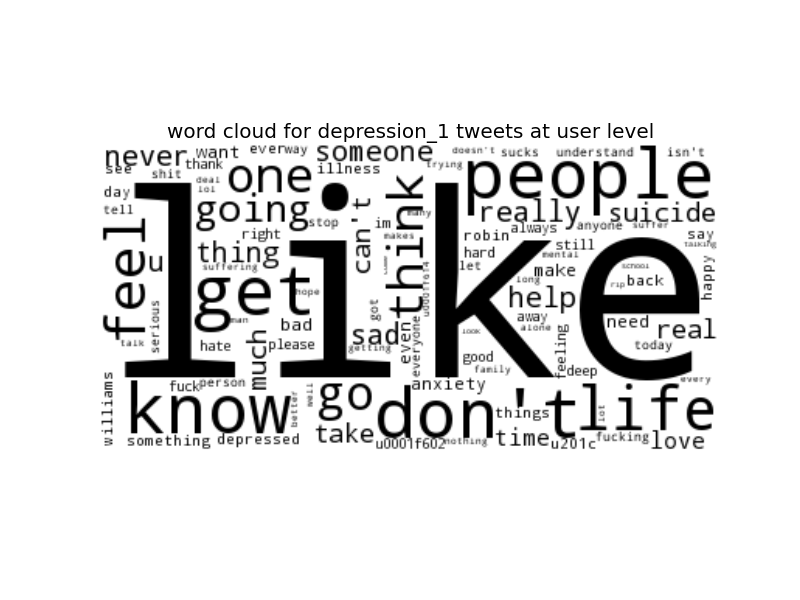 word cloud for depression_1 tweets at user level
never want everway someone doesn't sucks understand isn't
see thank shit deal lol one illness trying people
day going really suicide
tell right stop im can't many makes think robin always anyone suffer say
feel u thing suffering like hard still mental talking
get hope let make long school happy
serious man got u0001f614 help rip back
talk hate bad sad even away alone need real
much please getting everyone look feeling today
good family deep every
williams fuck person anxiety
know better well go don't things life lot
something depressed take u0001f602 nothing time u201c fucking love